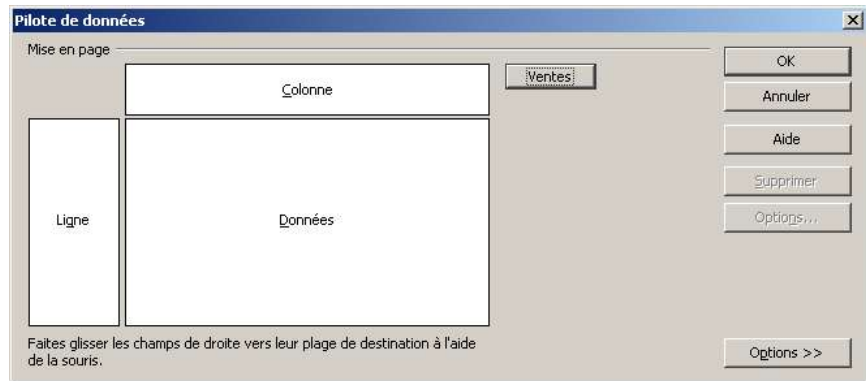 Pilote de données
Mise en page
Colonne
Ventes
OK
Annuler
Aide
Supprimer
Options...
Ligne
Données
Faites glisser les champs de droite vers leur plage de destination à l'aide
de la souris.
Options >>